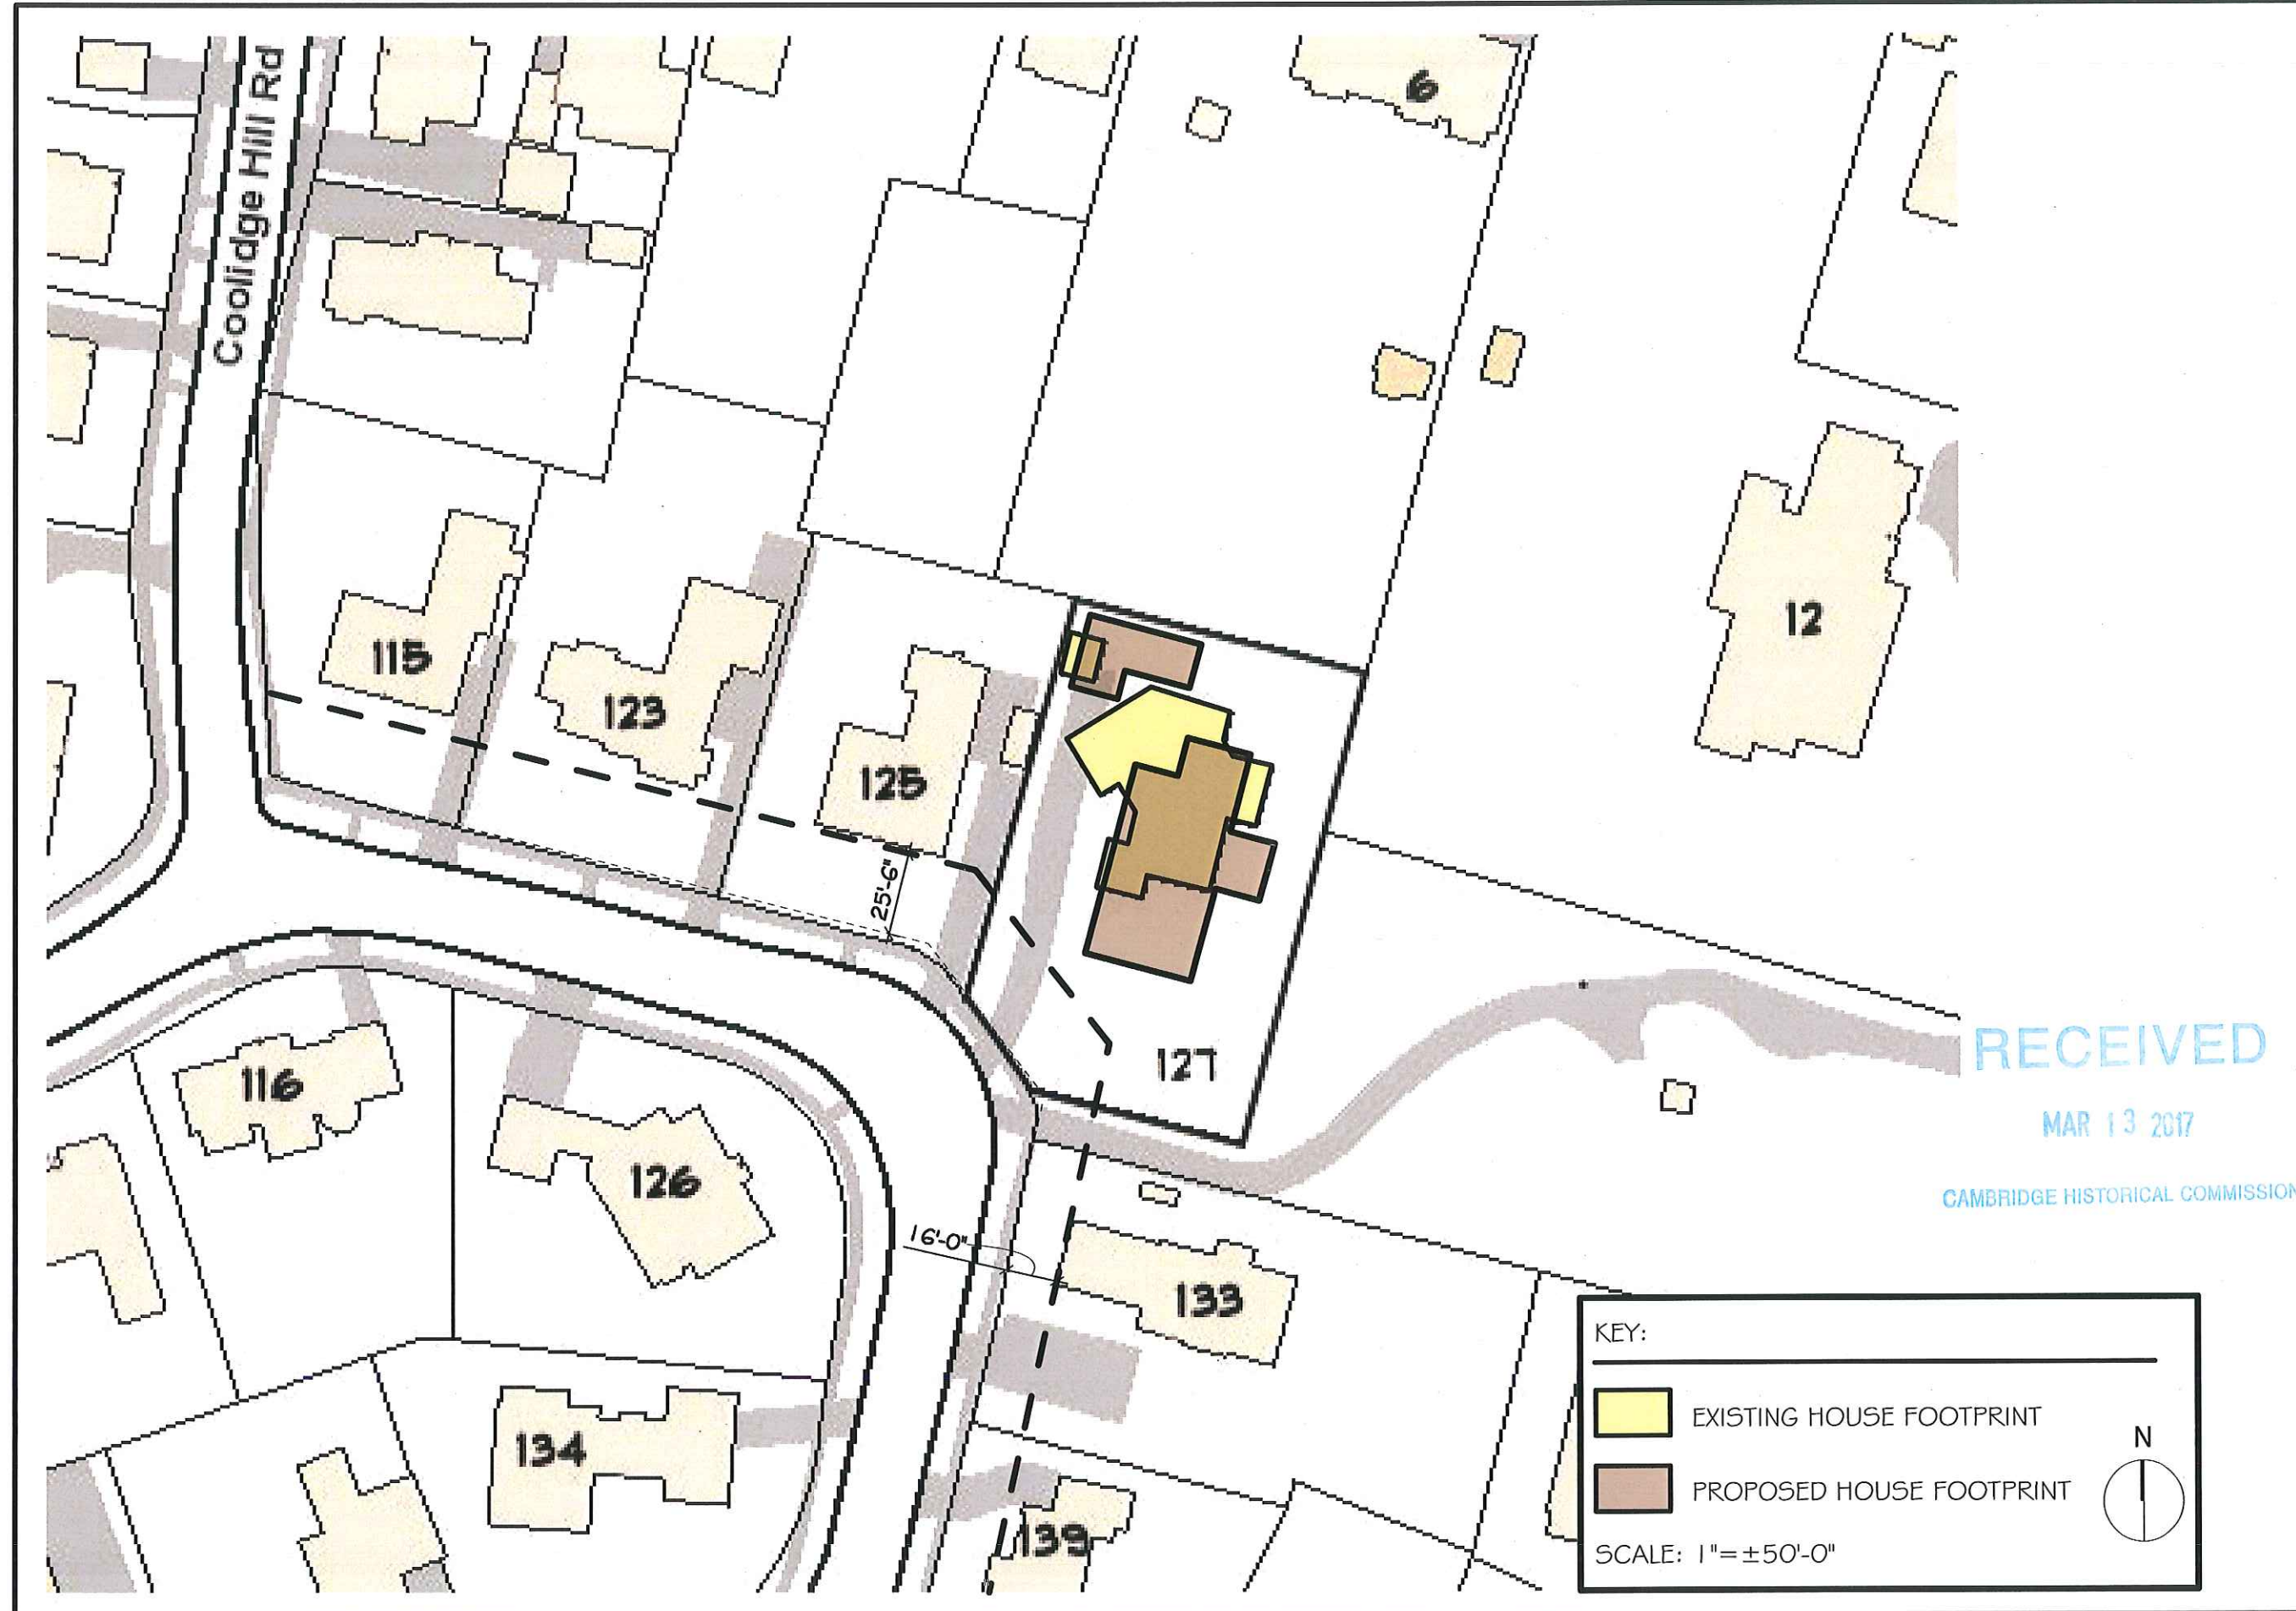 Coolidge Hill Rd
6
12
115
123
125
25'-6"
127
116
126
16'-0"
133
134
139
RECEIVED
MAR 13 2017
CAMBRIDGE HISTORICAL COMMISSION
KEY:
EXISTING HOUSE FOOTPRINT
PROPOSED HOUSE FOOTPRINT
N
SCALE: 1"=±50'-0"